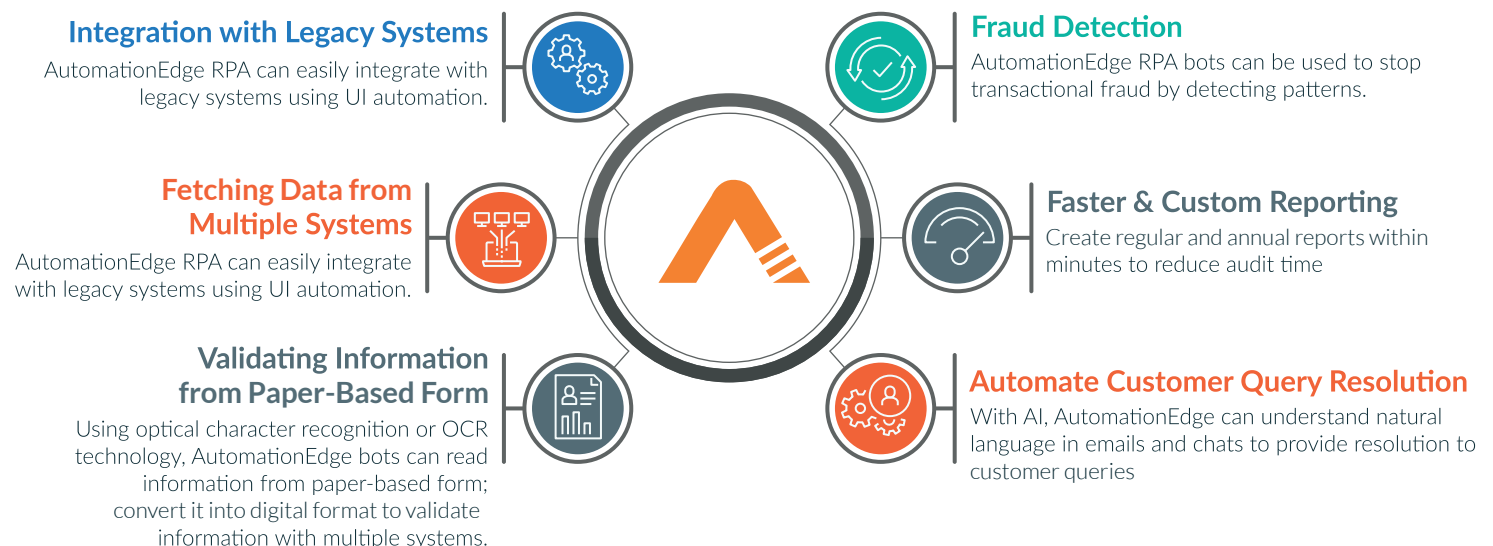 Integration with Legacy Systems
AutomationEdge RPA can easily integrate with
legacy systems using UI automation.
Fetching Data from
Multiple Systems
AutomationEdge RPA can easily integrate
with legacy systems using UI automation.
Validating Information
from Paper-Based Form
Using optical character recognition or OCR
technology, AutomationEdge bots can read
information from paper-based form;
convert it into digital format to validate
information with multiple systems.
Fraud Detection
AutomationEdge RPA bots can be used to stop
transactional fraud by detecting patterns.
Faster & Custom Reporting
Create regular and annual reports within
minutes to reduce audit time
Automate Customer Query Resolution
With AI, AutomationEdge can understand natural
language in emails and chats to provide resolution to
customer queries